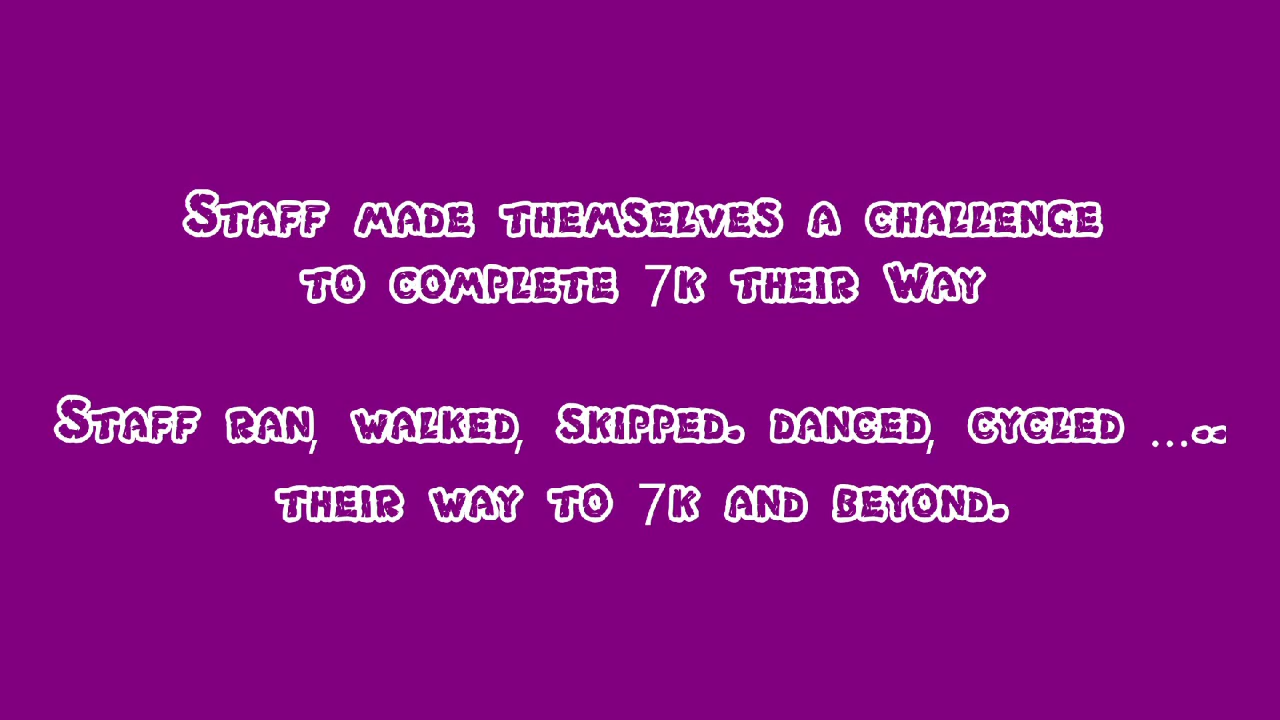 Staff made themselves a challenge
to complete 7k their Way
Staff ran, walked, skipped. danced, cycled ...
their way to 7k and beyond.